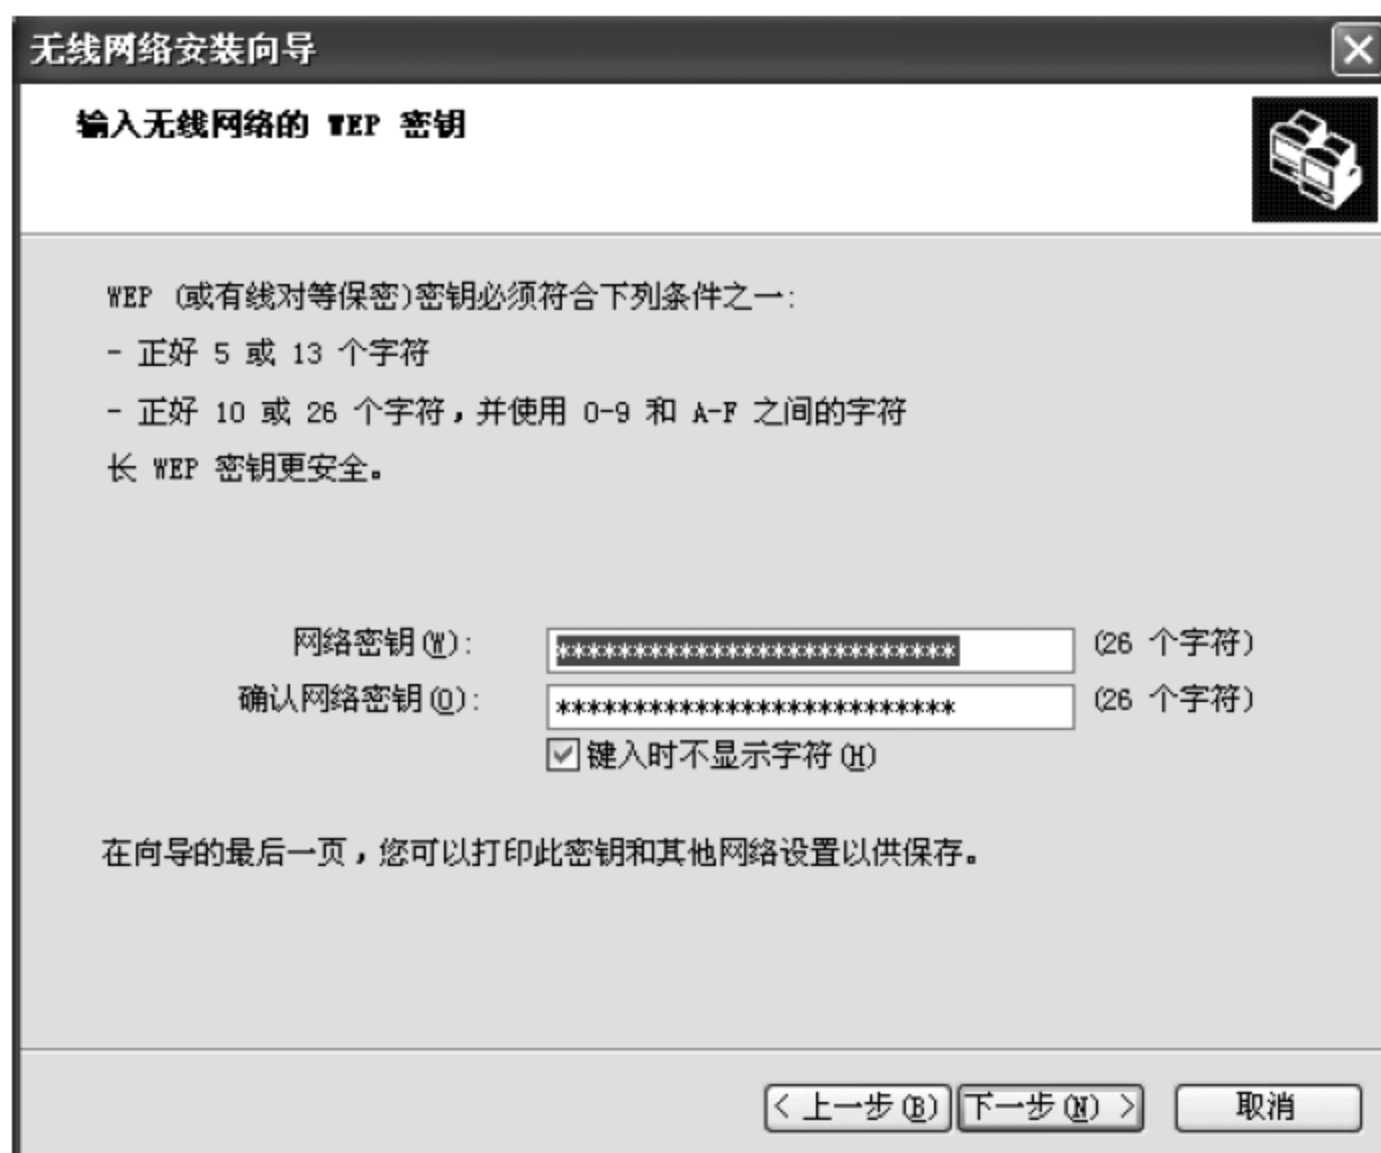 无线网络安装向导
输入无线网络的 WEP 密钥
WEP (或有线对等保密)密钥必须符合下列条件之一:
- 正好 5 或 13 个字符
- 正好 10 或 26 个字符，并使用 0-9 和 A-F 之间的字符
长 WEP 密钥更安全。
网络密钥(W): ************************** (26 个字符)
确认网络密钥(O): ************************** (26 个字符)
键入时不显示字符(H)
在向导的最后一页，您可以打印此密钥和其他网络设置以供保存。
< 上一步(B) 下一步(N) > 取消